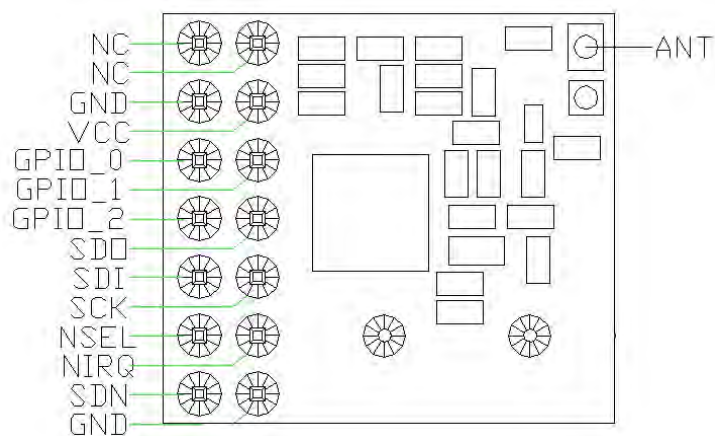 NC
ANT
NC
GND
VCC
GPIO_0
GPIO_1
GPIO_2
SDO
SDI
SCK
NSEL
NIRQ
SDN
GND